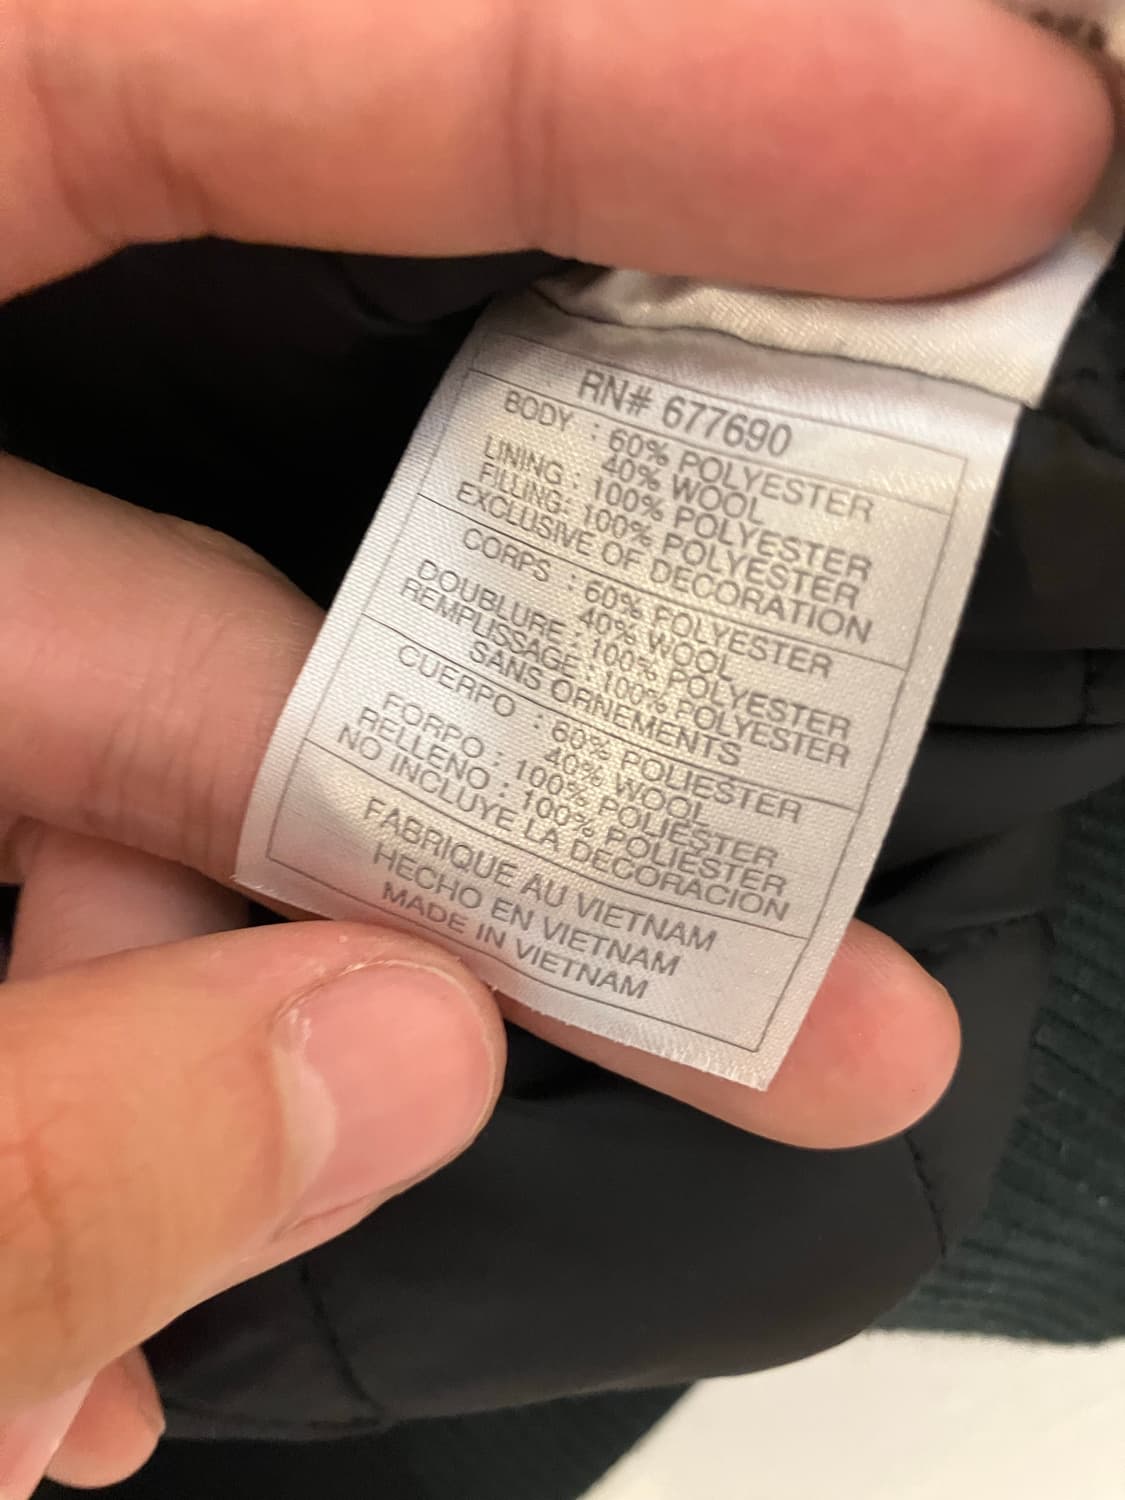 RN# 677690
BODY : 60% POLYESTER
40% WOOL
LINING : 100% POLYESTER
FILLING: 100% POLYESTER
EXCLUSIVE OF DECORATION
CORPS : 60% POLYESTER
40% WOOL
DOUBLURE : 100% POLYESTER
REMPLISSAGE : 100% POLYESTER
SANS ORNEMENTS
CUERPO : 60% POLIESTER
40% WOOL
FORPO : 100% POLIESTER
RELLENO : 100% POLIESTER
NO INCLUYE LA DECORACION
FABRIQUE AU VIETNAM
HECHO EN VIETNAM
MADE IN VIETNAM